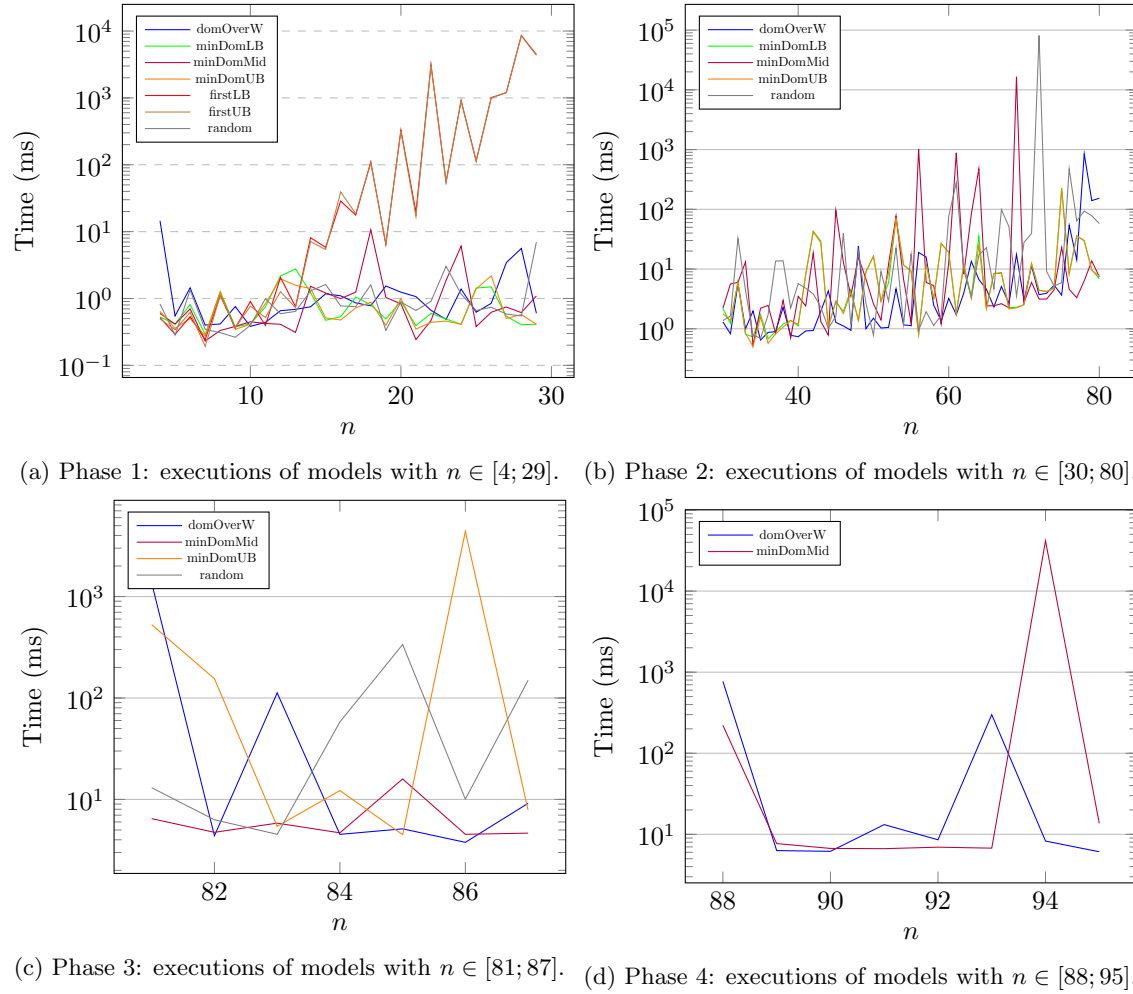 domOverW
minDomLB
minDomMid
minDomUB
firstLB
firstUB
random
10^4
10^3
10^2
10^1
10^0
10^−1
Time (ms)
10
20
30
n
(a) Phase 1: executions of models with n ∈ [4; 29].
domOverW
minDomLB
minDomMid
minDomUB
random
10^5
10^4
10^3
10^2
10^1
10^0
Time (ms)
40
60
80
n
(b) Phase 2: executions of models with n ∈ [30; 80].
domOverW
minDomMid
minDomUB
random
10^3
10^2
10^1
Time (ms)
82
84
86
n
(c) Phase 3: executions of models with n ∈ [81; 87].
domOverW
minDomMid
10^5
10^4
10^3
10^2
10^1
Time (ms)
88
90
92
94
n
(d) Phase 4: executions of models with n ∈ [88; 95].